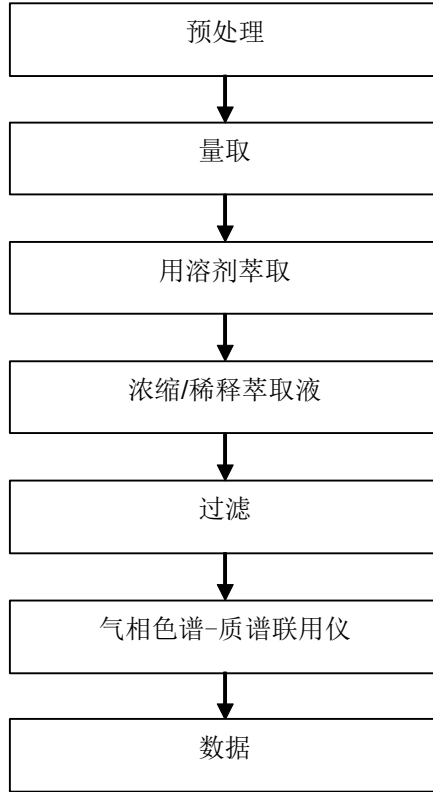 预处理
量取
用溶剂萃取
浓缩/稀释萃取液
过滤
气相色谱-质谱联用仪
数据